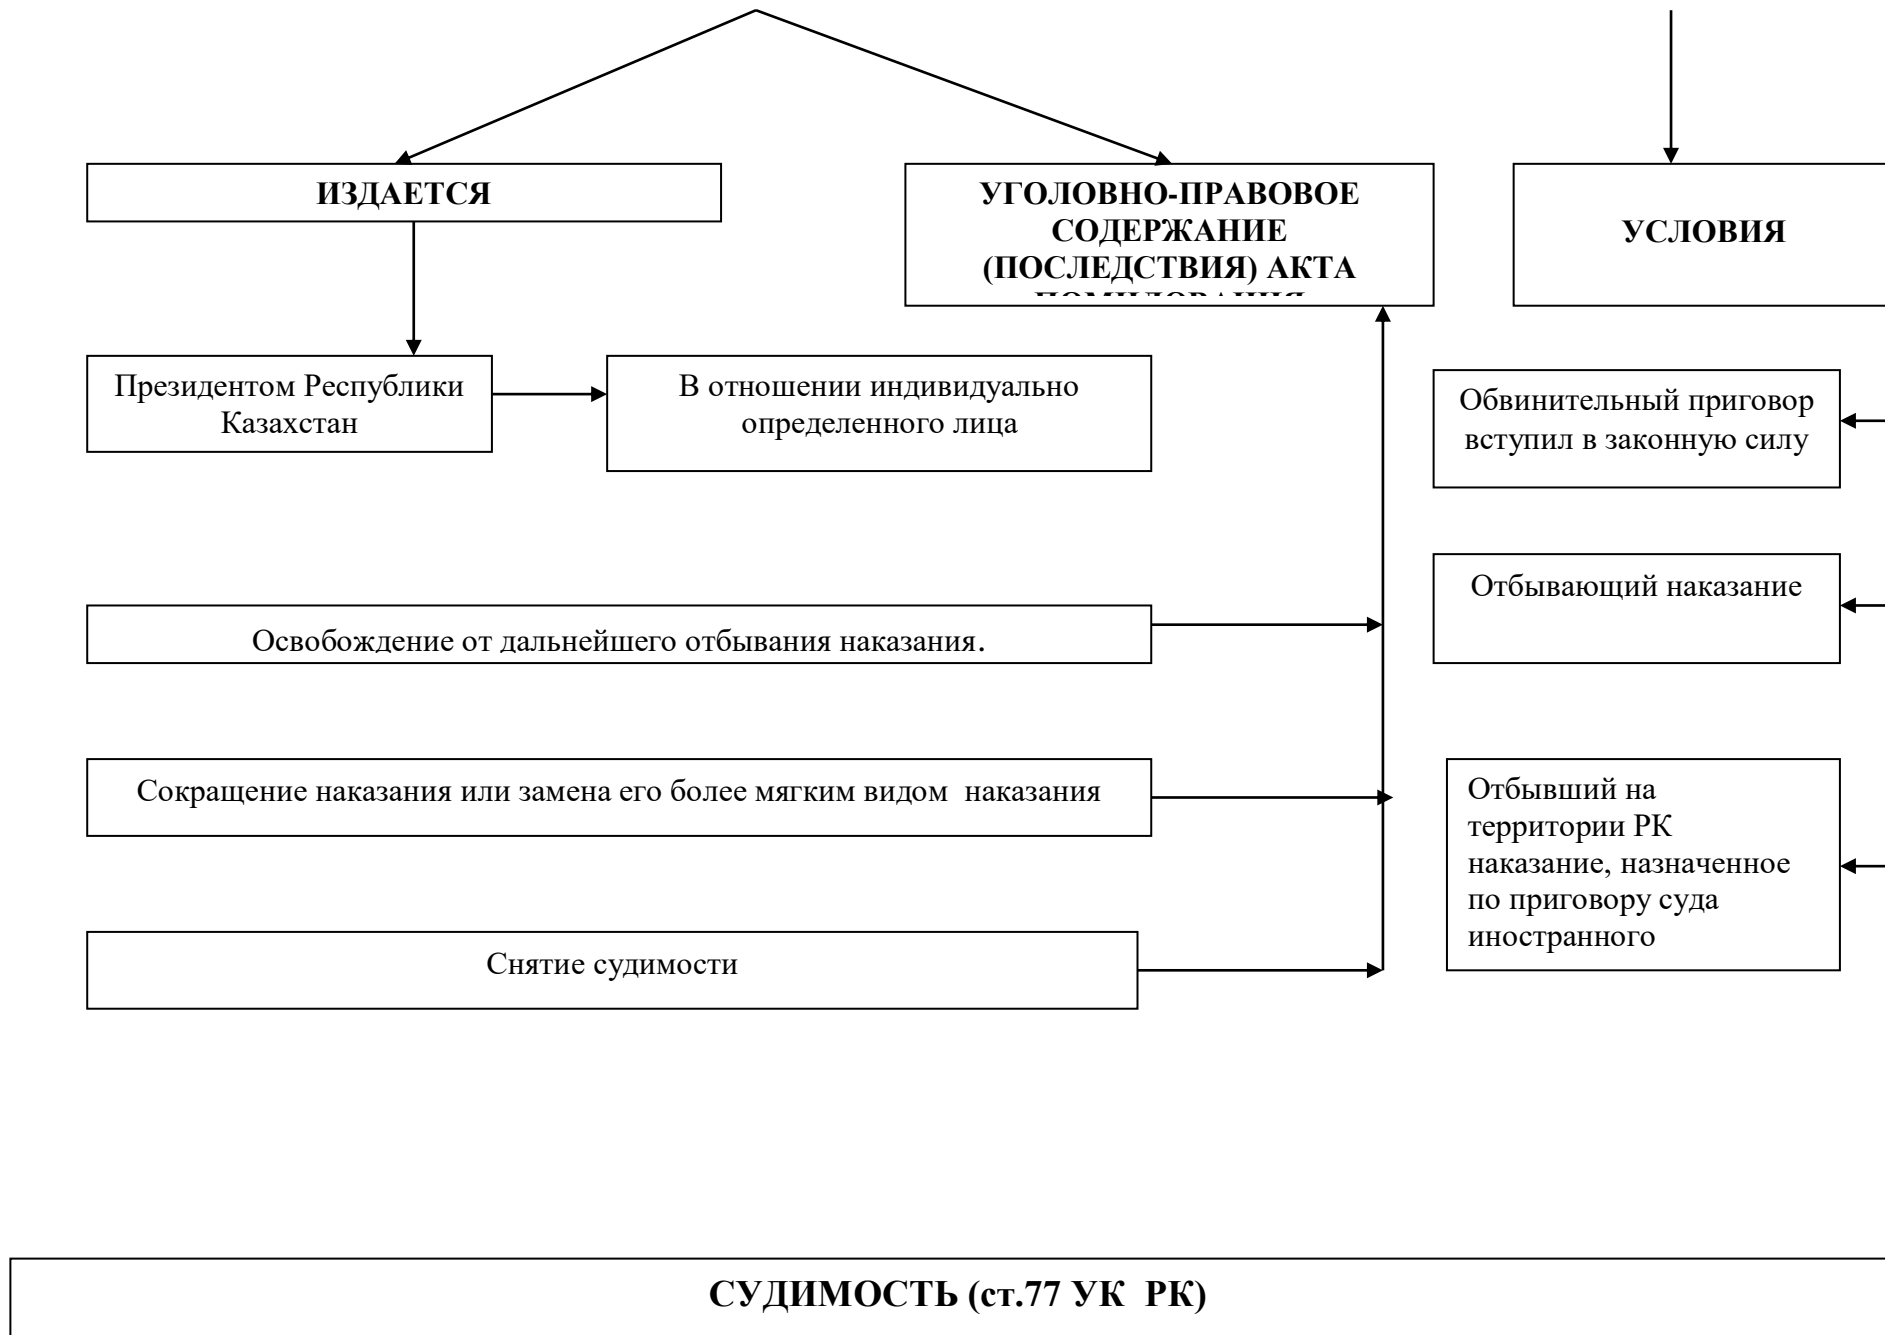 ИЗДАЕТСЯ
УГОЛОВНО-ПРАВОВОЕ
СОДЕРЖАНИЕ
(ПОСЛЕДСТВИЯ) АКТА
ПОМИЛОВАНИЯ
УСЛОВИЯ
Президентом Республики
Казахстан
В отношении индивидуально
определенного лица
Обвинительный приговор
вступил в законную силу
Отбывающий наказание
Освобождение от дальнейшего отбывания наказания.
Сокращение наказания или замена его более мягким видом наказания
Отбывший на
территории РК
наказание, назначенное
по приговору суда
иностранного
Снятие судимости
СУДИМОСТЬ (ст.77 УК РК)